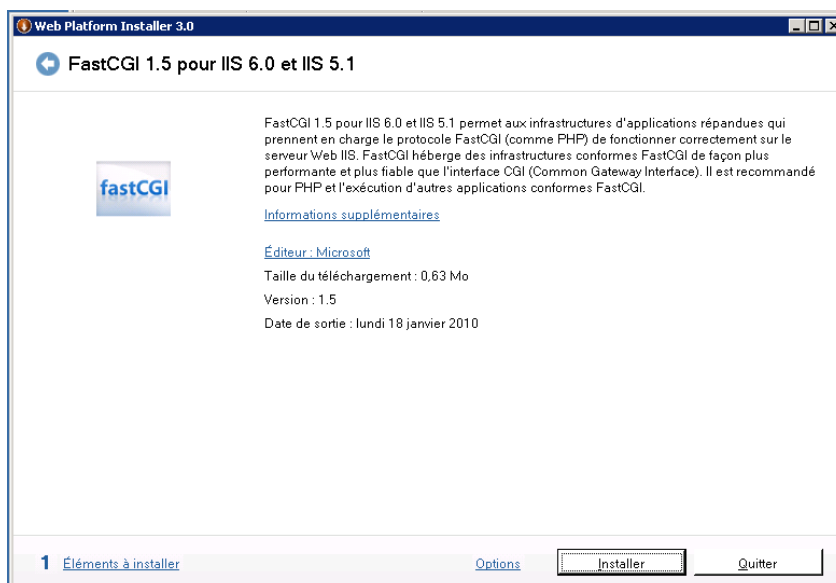 Web Platform Installer 3.0
FastCGI 1.5 pour IIS 6.0 et IIS 5.1
FastCGI 1.5 pour IIS 6.0 et IIS 5.1 permet aux infrastructures d'applications répandues qui
prennent en charge le protocole FastCGI (comme PHP) de fonctionner correctement sur le
serveur Web IIS. FastCGI héberge des infrastructures conformes FastCGI de façon plus
performante et plus fiable que l'interface CGI (Common Gateway Interface). Il est recommandé
pour PHP et l'exécution d'autres applications conformes FastCGI.
fastCGI
Informations supplémentaires
Éditeur : Microsoft
Taille du téléchargement : 0,63 Mo
Version : 1.5
Date de sortie : lundi 18 janvier 2010
1 Éléments à installer
Options
Installer
Quitter